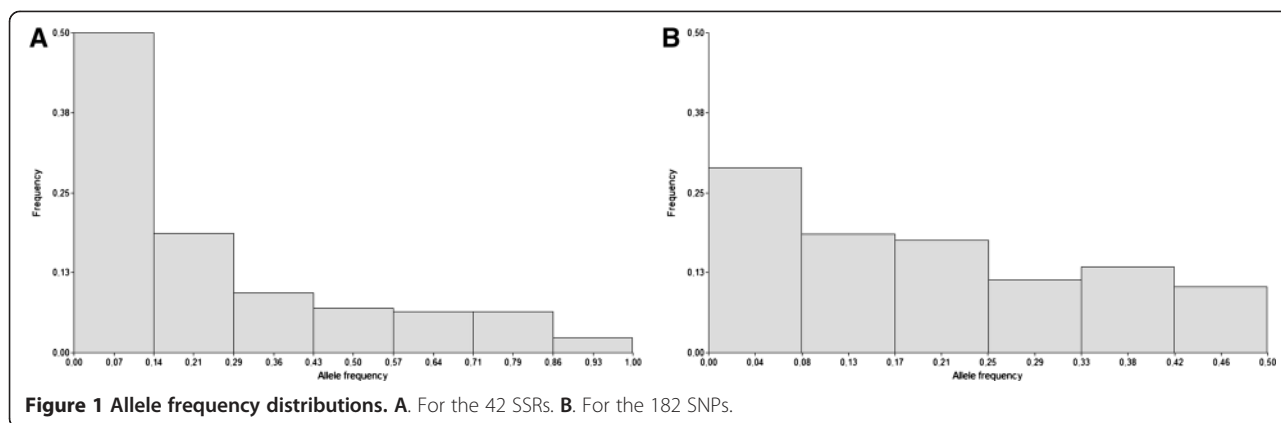 A
0.50
0.38
0.25
0.13
0.00
Frequency
0.00 0.07 0.14 0.21 0.29 0.36 0.43 0.50 0.57 0.64 0.71 0.79 0.86 0.93 1.00
Allele frequency
B
0.50
0.38
0.25
0.13
0.00
Frequency
0.00 0.04 0.08 0.13 0.17 0.21 0.25 0.29 0.33 0.38 0.42 0.46 0.50
Allele frequency
Figure 1 Allele frequency distributions. A. For the 42 SSRs. B. For the 182 SNPs.